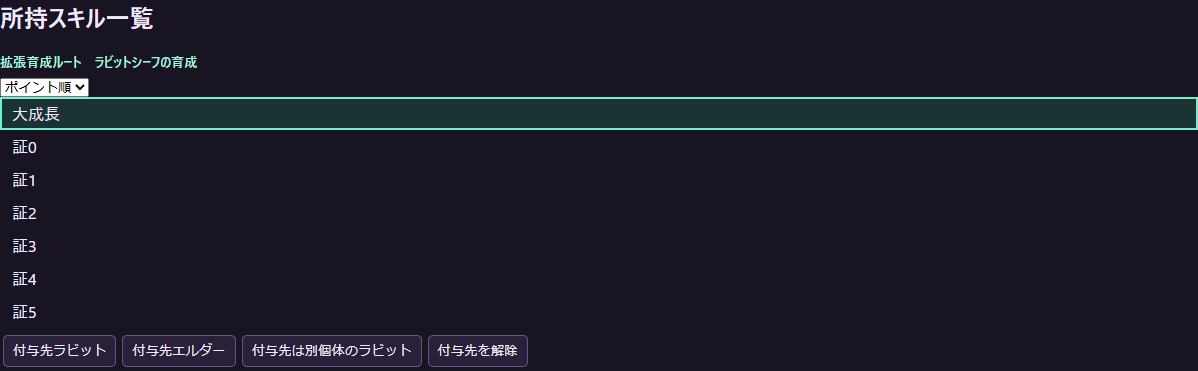 所持スキル一覧
拡張育成ルート　ラビットシーフの育成
ポイント順
大成長
証0
証1
証2
証3
証4
証5
付与先ラビット 付与先エルダー 付与先は別個体のラビット 付与先を解除